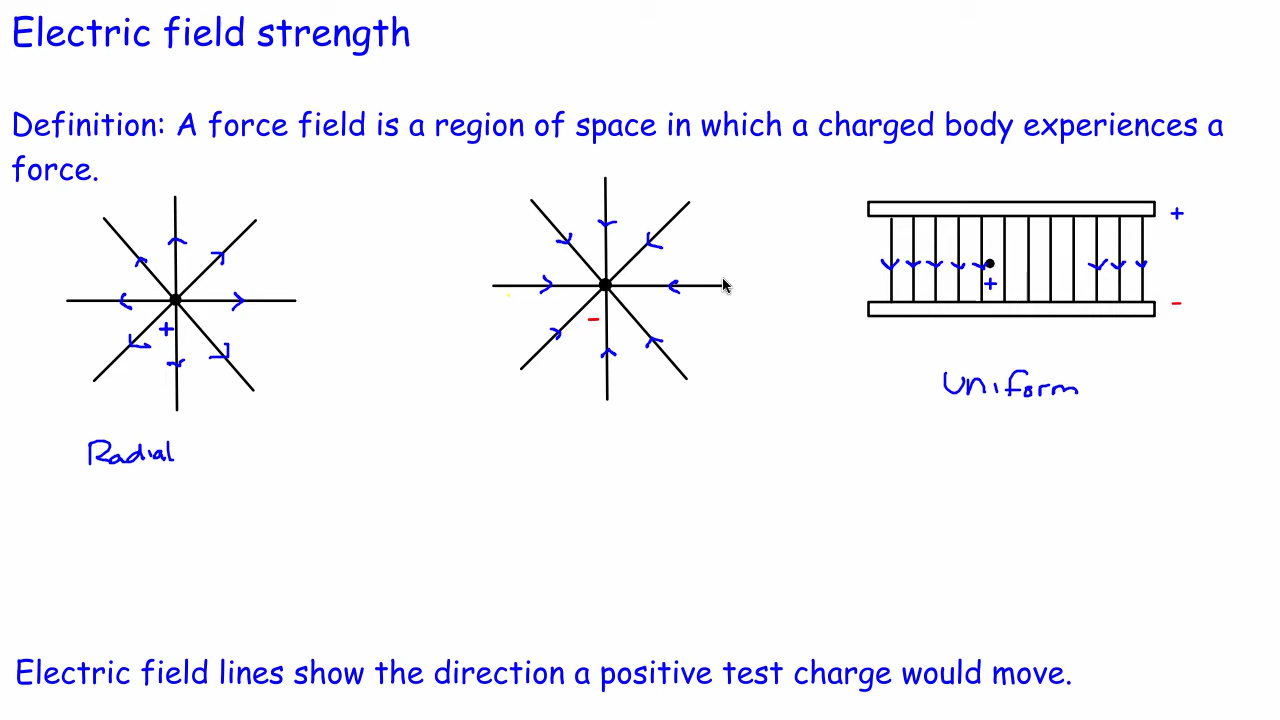 Electric field strength
Definition: A force field is a region of space in which a charged body experiences a
force.
+
-
+
+
-
Uniform
Radial
Electric field lines show the direction a positive test charge would move.